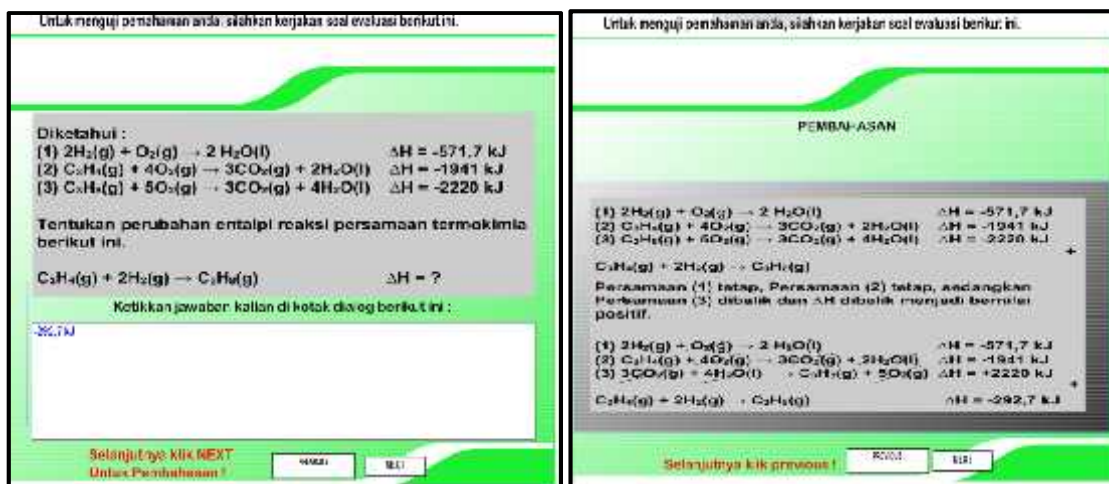 Untuk menguji pemahaman anda, silahkan kerjakan soal evaluasi berikut ini.
Diketahui :
(1) 2H₂(g) + O₂(g) → 2 H₂O(l) ΔH = -571,7 kJ
(2) C₃H₄(g) + 4O₂(g) → 3CO₂(g) + 2H₂O(l) ΔH = -1941 kJ
(3) C₃H₈(g) + 5O₂(g) → 3CO₂(g) + 4H₂O(l) ΔH = -2220 kJ
Tentukan perubahan entalpi reaksi persamaan termokimia
berikut ini.
C₃H₄(g) + 2H₂(g) → C₃H₈(g) ΔH = ?
Ketikkan jawaban kalian di kotak dialog berikut ini :
-292,7 kJ
Selanjutnya klik NEXT
Untuk Pembahasan !
NEXT
Untuk menguji pemahaman anda, silahkan kerjakan soal evaluasi berikut ini.
PEMBAHASAN
(1) 2H₂(g) + O₂(g) → 2 H₂O(l) ΔH = -571,7 kJ
(2) C₃H₄(g) + 4O₂(g) → 3CO₂(g) + 2H₂O(l) ΔH = -1941 kJ
(3) C₃H₈(g) + 5O₂(g) → 3CO₂(g) + 4H₂O(l) ΔH = -2220 kJ
+
C₃H₄(g) + 2H₂(g) → C₃H₈(g)
Persamaan (1) tetap, Persamaan (2) tetap, sedangkan
Persamaan (3) dibalik dan ΔH dibalik menjadi bernilai
positif.
(1) 2H₂(g) + O₂(g) → 2 H₂O(l) ΔH = -571,7 kJ
(2) C₃H₄(g) + 4O₂(g) → 3CO₂(g) + 2H₂O(l) ΔH = -1941 kJ
(3) 3CO₂(g) + 4H₂O(l) → C₃H₈(g) + 5O₂(g) ΔH = +2220 kJ
+
C₃H₄(g) + 2H₂(g) → C₃H₈(g) ΔH = -292,7 kJ
Selanjutnya klik previous !
NEXT